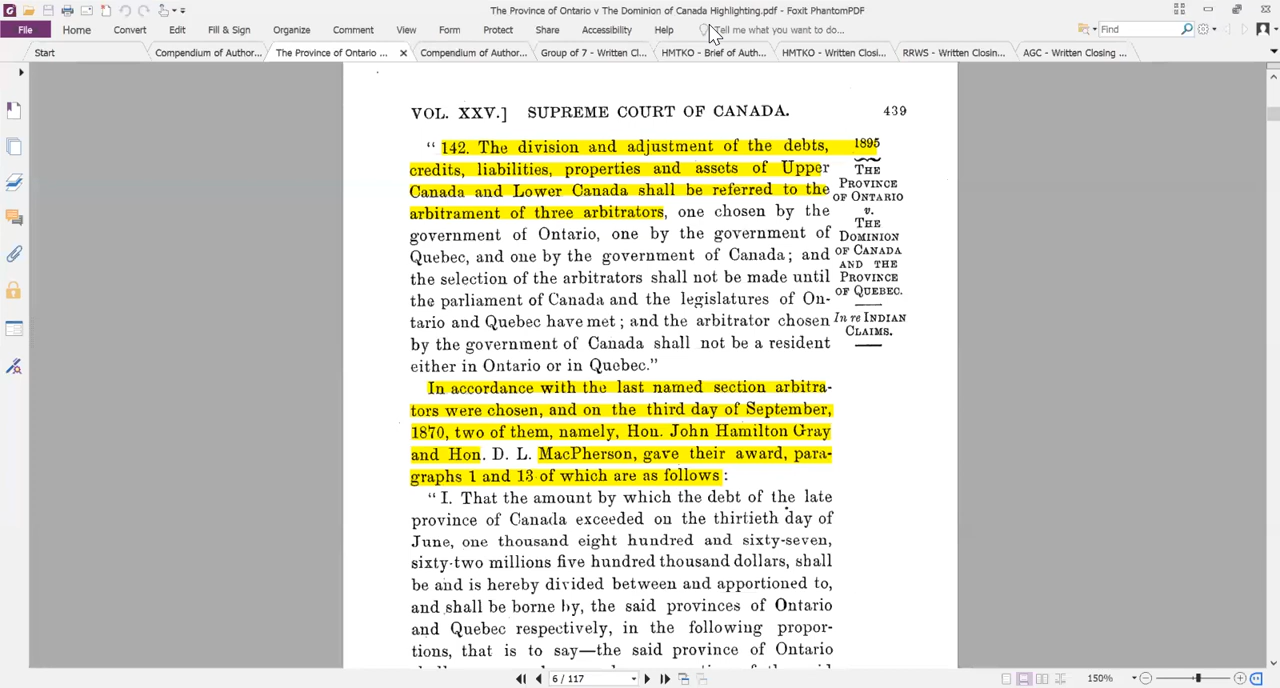 The Province of Ontario v The Dominion of Canada Highlighting.pdf - Foxit PhantomPDF
File Home Convert Edit Fill & Sign Organize Comment View Form Protect Share Accessibility Help Tell me what you want to do... Find
Start Compendium of Author... The Province of Ontario ... Compendium of Author... Group of 7 - Written Cl... HMTKO - Brief of Auth... HMTKO - Written Closi... RRWS - Written Closin... AGC - Written Closing ...
VOL. XXV.] SUPREME COURT OF CANADA. 439
“ 142. The division and adjustment of the debts,
credits, liabilities, properties and assets of Upper
Canada and Lower Canada shall be referred to the
arbitrament of three arbitrators, one chosen by the
government of Ontario, one by the government of
Quebec, and one by the government of Canada ; and
the selection of the arbitrators shall not be made until
the parliament of Canada and the legislatures of On-
tario and Quebec have met ; and the arbitrator chosen
by the government of Canada shall not be a resident
either in Ontario or in Quebec.”
In accordance with the last named section arbitra-
tors were chosen, and on the third day of September,
1870, two of them, namely, Hon. John Hamilton Gray
and Hon. D. L. MacPherson, gave their award, para-
graphs 1 and 13 of which are as follows :
“ I. That the amount by which the debt of the late
province of Canada exceeded on the thirtieth day of
June, one thousand eight hundred and sixty-seven,
sixty-two millions five hundred thousand dollars, shall
be and is hereby divided between and apportioned to,
and shall be borne by, the said provinces of Ontario
and Quebec respectively, in the following propor-
tions, that is to say—the said province of Ontario
1895
THE
PROVINCE
OF ONTARIO
v.
THE
DOMINION
OF CANADA
AND THE
PROVINCE
OF QUEBEC.
In re INDIAN
CLAIMS.
6 / 117 150%